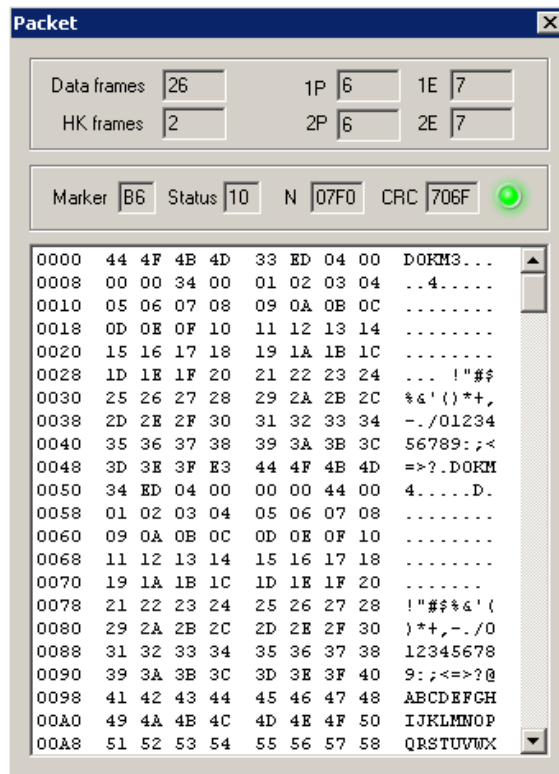 Packet
Data frames 26 1P 6 1E 7
HK frames 2 2P 6 2E 7
Marker B6 Status 10 N 07F0 CRC 706F
0000 44 4F 4B 4D 33 ED 04 00 DOKM3...
0008 00 00 34 00 01 02 03 04 ..4.....
0010 05 06 07 08 09 0A 0B 0C ........
0018 0D 0E 0F 10 11 12 13 14 ........
0020 15 16 17 18 19 1A 1B 1C ........
0028 1D 1E 1F 20 21 22 23 24 ... !"#$
0030 25 26 27 28 29 2A 2B 2C %&'()*+,
0038 2D 2E 2F 30 31 32 33 34 -./01234
0040 35 36 37 38 39 3A 3B 3C 56789:;<
0048 3D 3E 3F E3 44 4F 4B 4D =>?.DOKM
0050 34 ED 04 00 00 00 44 00 4.....D.
0058 01 02 03 04 05 06 07 08 ........
0060 09 0A 0B 0C 0D 0E 0F 10 ........
0068 11 12 13 14 15 16 17 18 ........
0070 19 1A 1B 1C 1D 1E 1F 20 .......
0078 21 22 23 24 25 26 27 28 !"#$%&'(
0080 29 2A 2B 2C 2D 2E 2F 30 )*+,-./0
0088 31 32 33 34 35 36 37 38 12345678
0090 39 3A 3B 3C 3D 3E 3F 40 9:;<=>?@
0098 41 42 43 44 45 46 47 48 ABCDEFGH
00A0 49 4A 4B 4C 4D 4E 4F 50 IJKLMNOP
00A8 51 52 53 54 55 56 57 58 QRSTUVWX